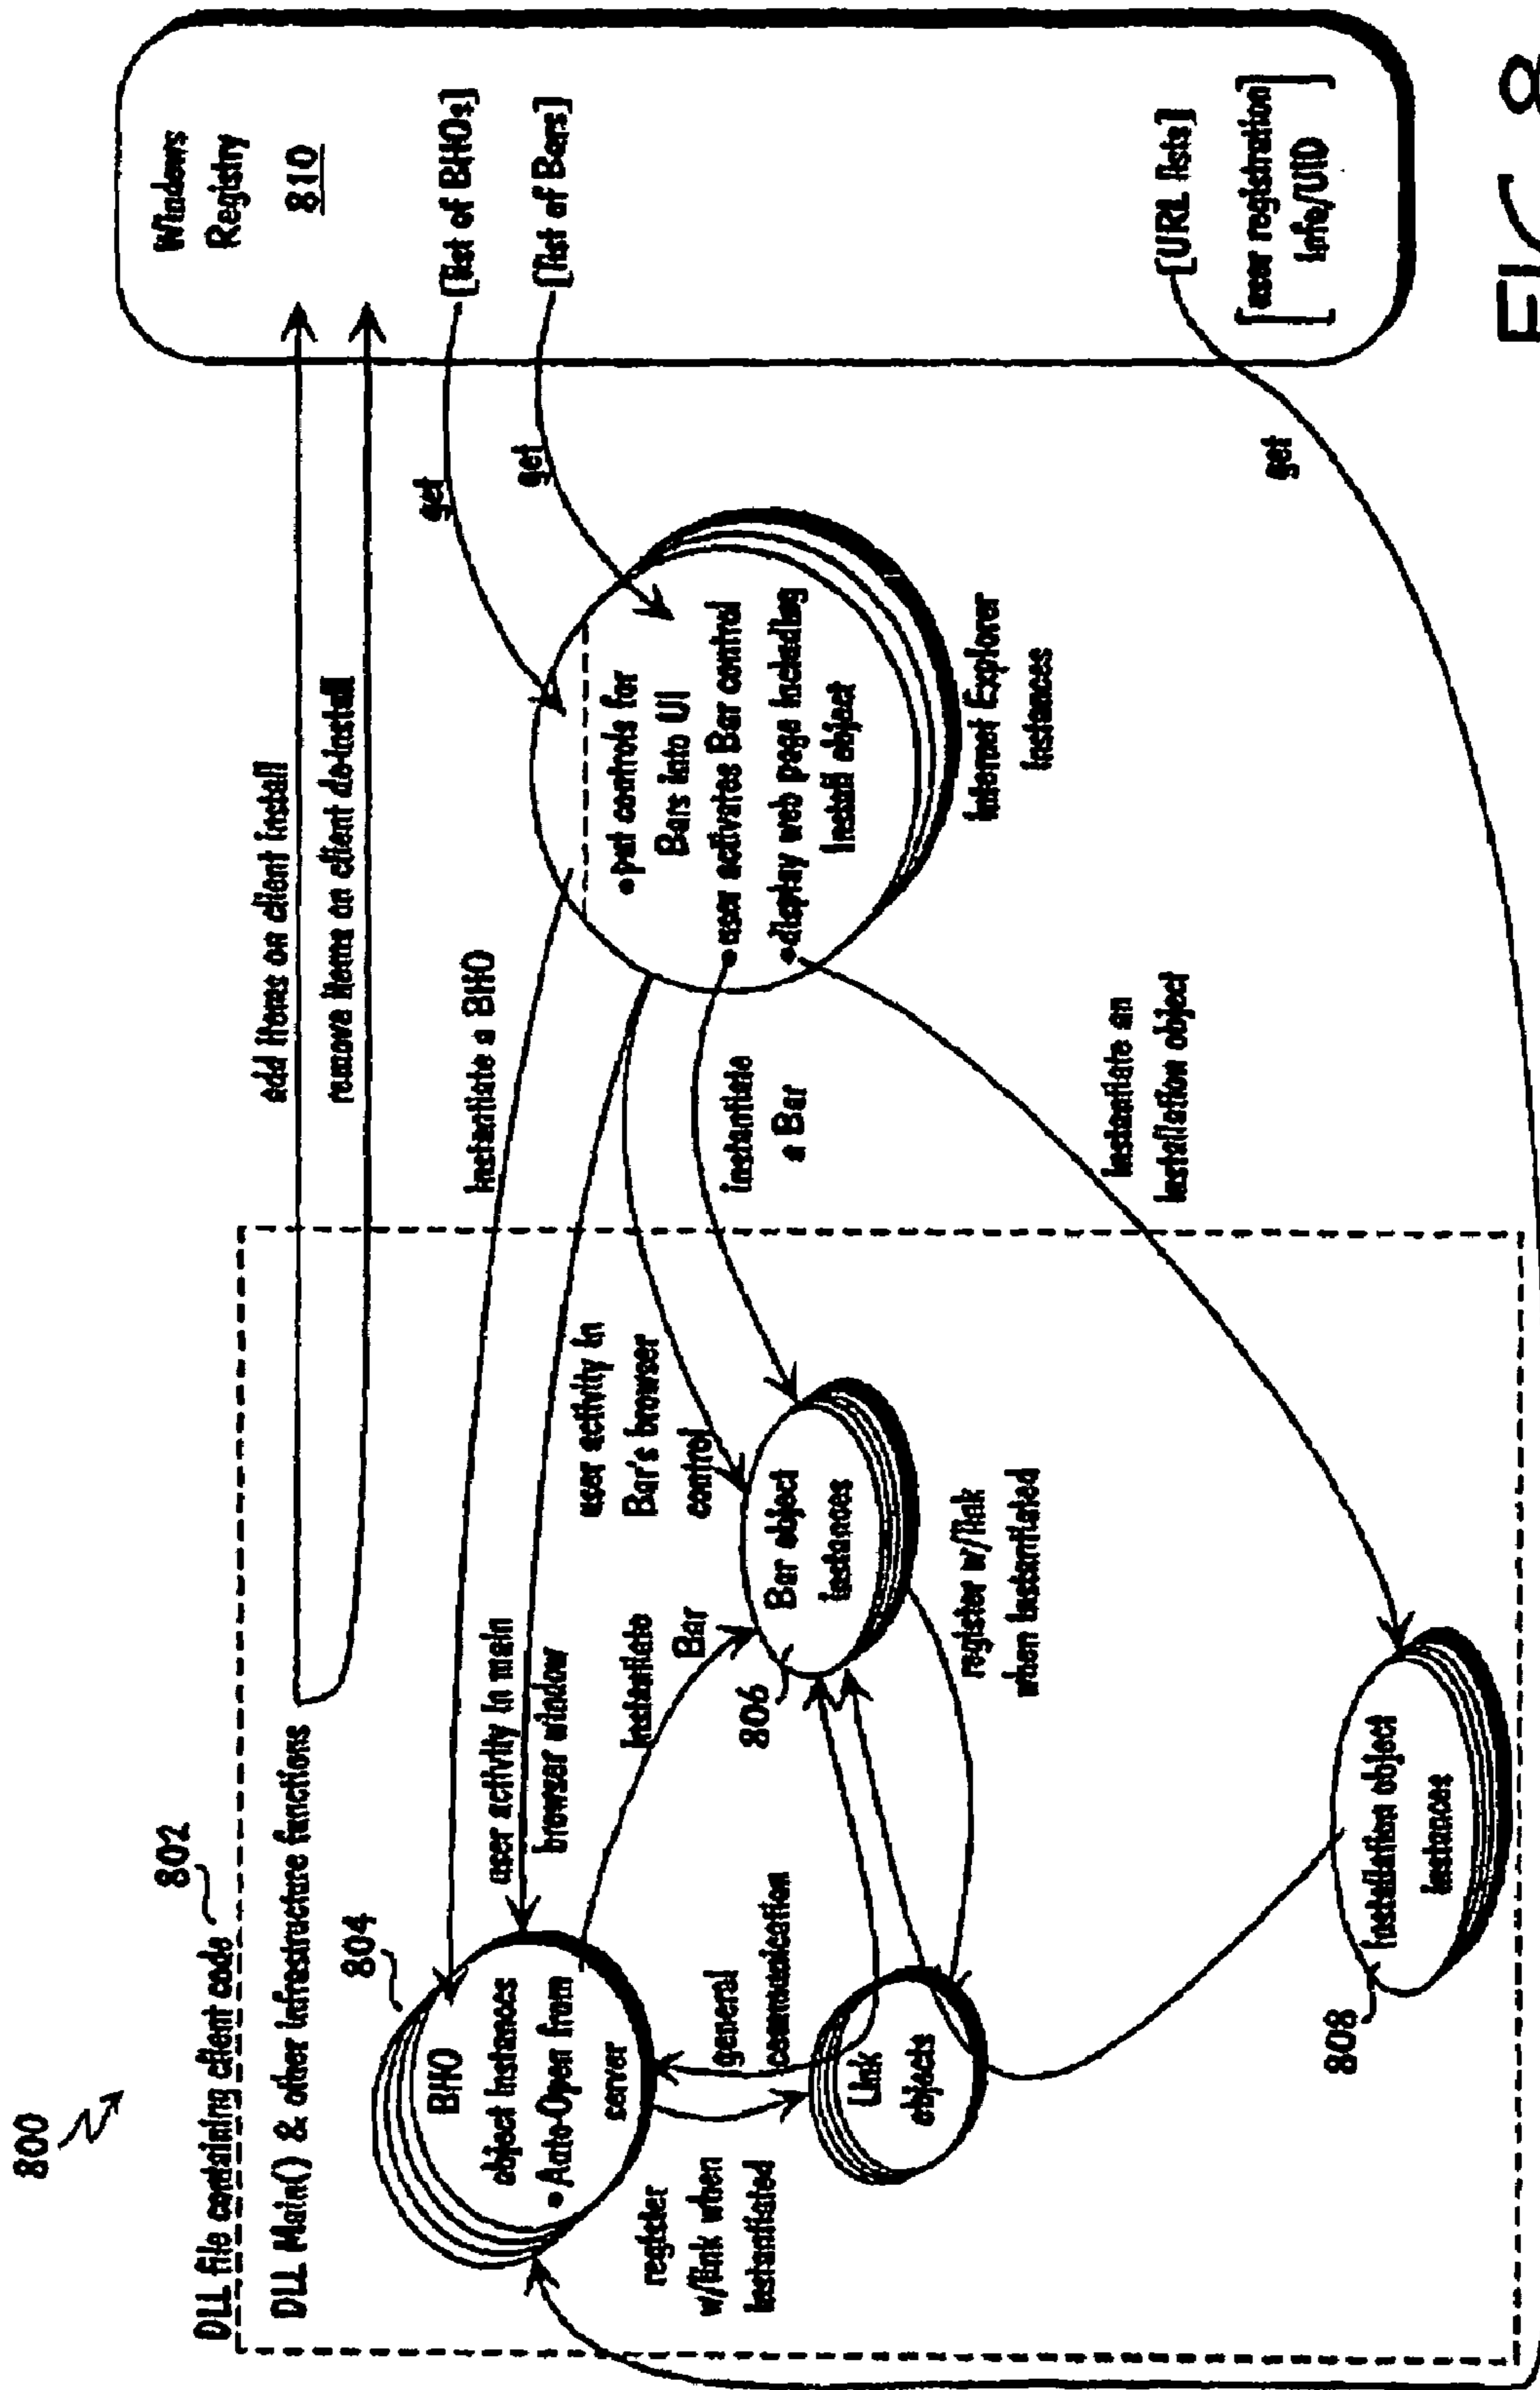 800
802
DLL file containing client code
DLL Main() & other infrastructure functions
add items on client install
remove items on client de-install
Windows
Registry
810
[list of BHOs]
[list of Bars]
get
get
804
BHO
object instances
• Auto-Open from
server
instantiate a BHO
user activity in main
browser window
user activity in
Bar's browser
control
instantiate
Bar
instantiate
a Bar
• put controls for
Bars into UI
• user activates Bar control
• display web page including
install object
Internet Explorer
instances
806
Bar object
instances
general
communication
register
w/link when
instantiated
Link
objects
register w/link
when instantiated
instantiate an
installation object
808
Installation object
instances
get
[URL lists]
[user registration
info/UID]
FIG. 8